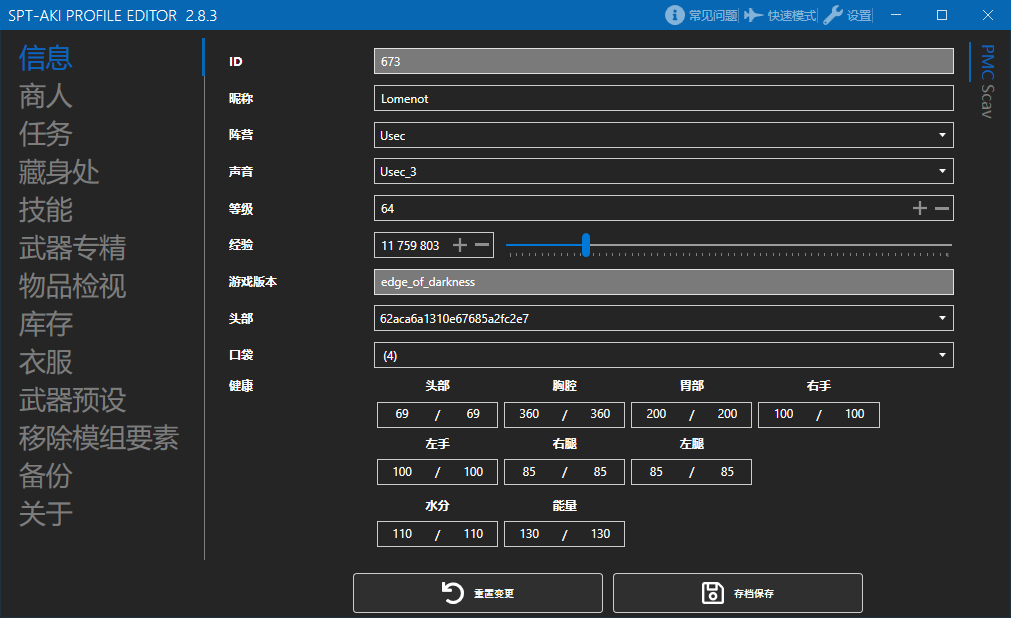 SPT-AKI PROFILE EDITOR 2.8.3
常见问题 快速模式 设置
信息
商人
任务
藏身处
技能
武器专精
物品检视
库存
衣服
武器预设
移除模组要素
备份
关于
ID 673
昵称 Lomenot
阵营 Usec
声音 Usec_3
等级 64
经验 11 759 803
游戏版本 edge_of_darkness
头部 62aca6a1310e67685a2fc2e7
口袋 (4)
健康 头部 胸腔 胃部 右手
69 / 69 360 / 360 200 / 200 100 / 100
左手 右腿 左腿
100 / 100 85 / 85 85 / 85
水分 能量
110 / 110 130 / 130
重置变更 存档保存
PMC Scav